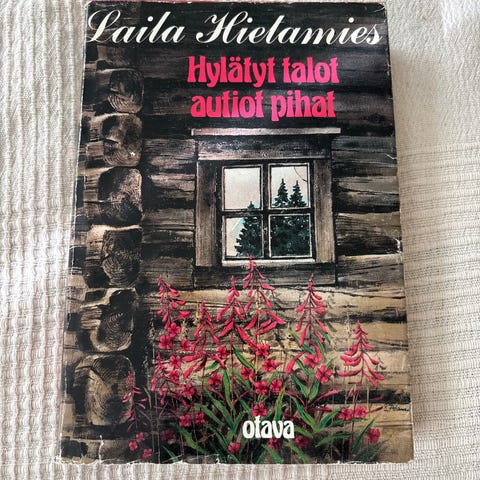 Laila Hietamies
Hylätyt talot
autiot pihat
otava